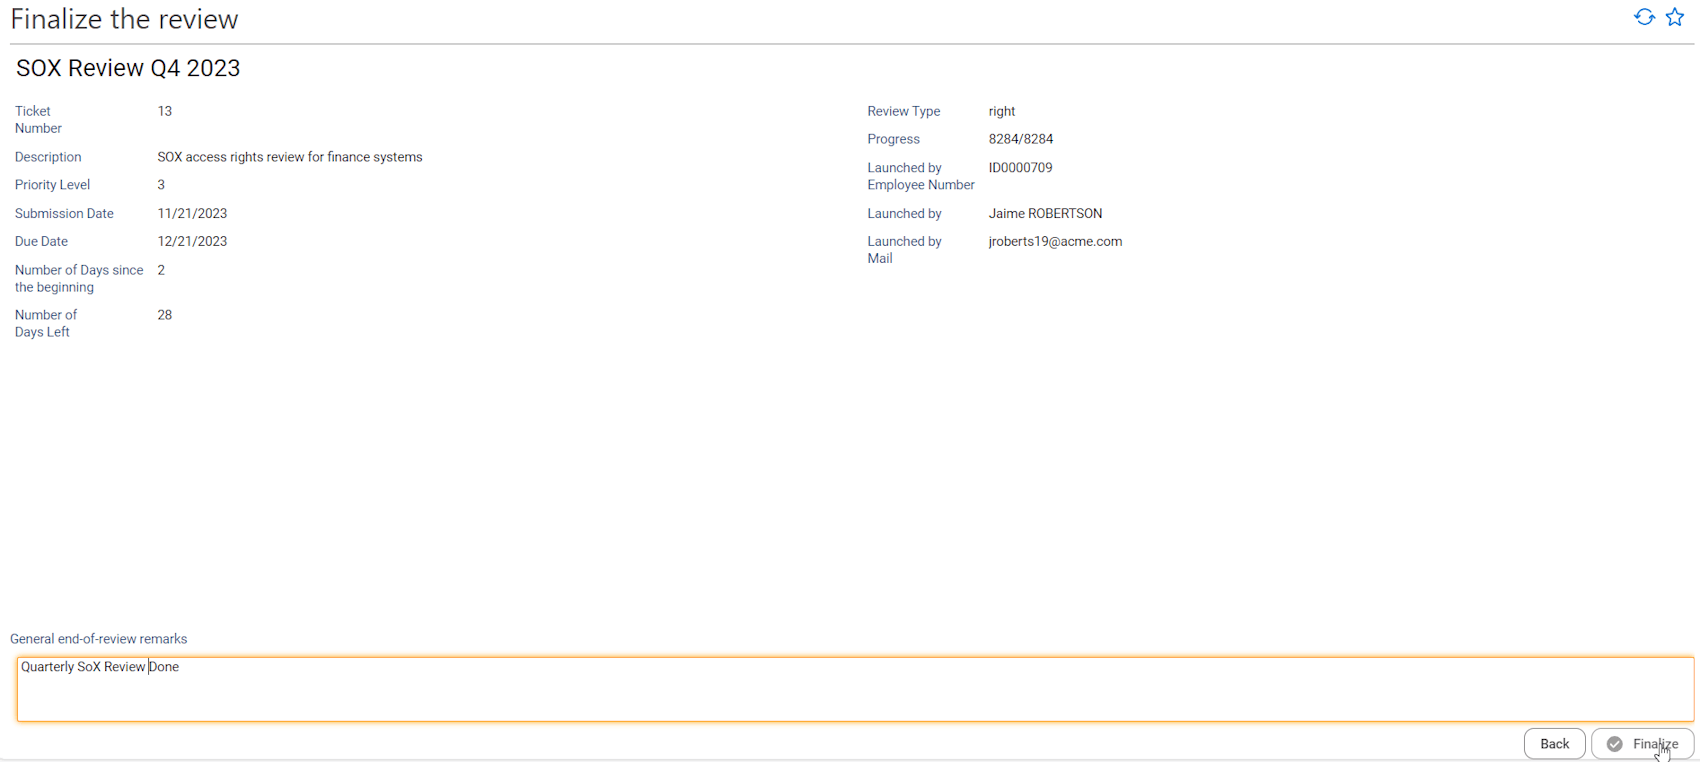 Finalize the review
SOX Review Q4 2023
Ticket
Number
13
Description
SOX access rights review for finance systems
Priority Level
3
Submission Date
11/21/2023
Due Date
12/21/2023
Number of Days since
the beginning
2
Number of
Days Left
28
Review Type
right
Progress
8284/8284
Launched by
Employee Number
ID0000709
Launched by
Jaime ROBERTSON
Launched by
Mail
jroberts19@acme.com
General end-of-review remarks
Quarterly SoX Review Done
Back
Finalize